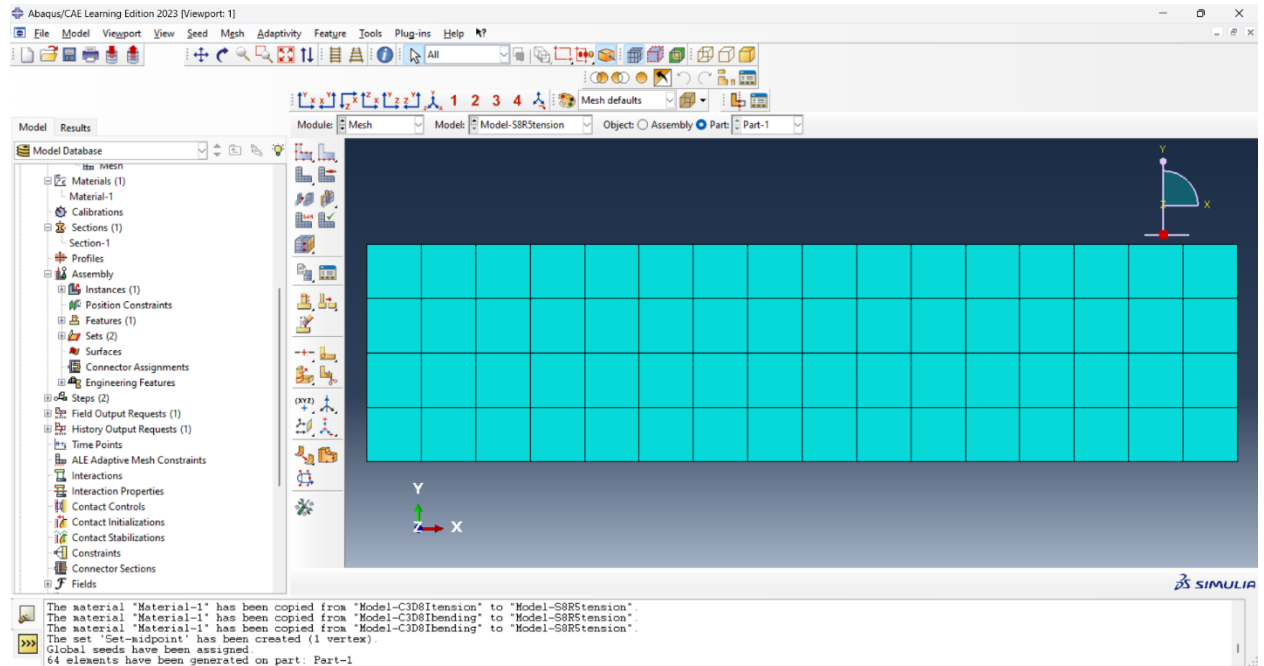 Abaqus/CAE Learning Edition 2023 [Viewport: 1]
File Model Viewport View Seed Mesh Adaptivity Feature Tools Plug-ins Help
All
1 2 3 4 Mesh defaults
Model Results
Module: Mesh Model: Model-S8R5tension Object: Assembly Part: Part-1
Model Database
Mesh
Materials (1)
Material-1
Calibrations
Sections (1)
Section-1
Profiles
Assembly
Instances (1)
Position Constraints
Features (1)
Sets (2)
Surfaces
Connector Assignments
Engineering Features
Steps (2)
Field Output Requests (1)
History Output Requests (1)
Time Points
ALE Adaptive Mesh Constraints
Interactions
Interaction Properties
Contact Controls
Contact Initializations
Contact Stabilizations
Constraints
Connector Sections
Fields
(XYZ)
Y
Z X
Y
Z X
SIMULIA
The material "Material-1" has been copied from "Model-C3D8Itension" to "Model-S8R5tension".
The material "Material-1" has been copied from "Model-C3D8Ibending" to "Model-S8R5tension".
The material "Material-1" has been copied from "Model-C3D8Ibending" to "Model-S8R5tension".
The set 'Set-midpoint' has been created (1 vertex).
Global seeds have been assigned.
64 elements have been generated on part: Part-1